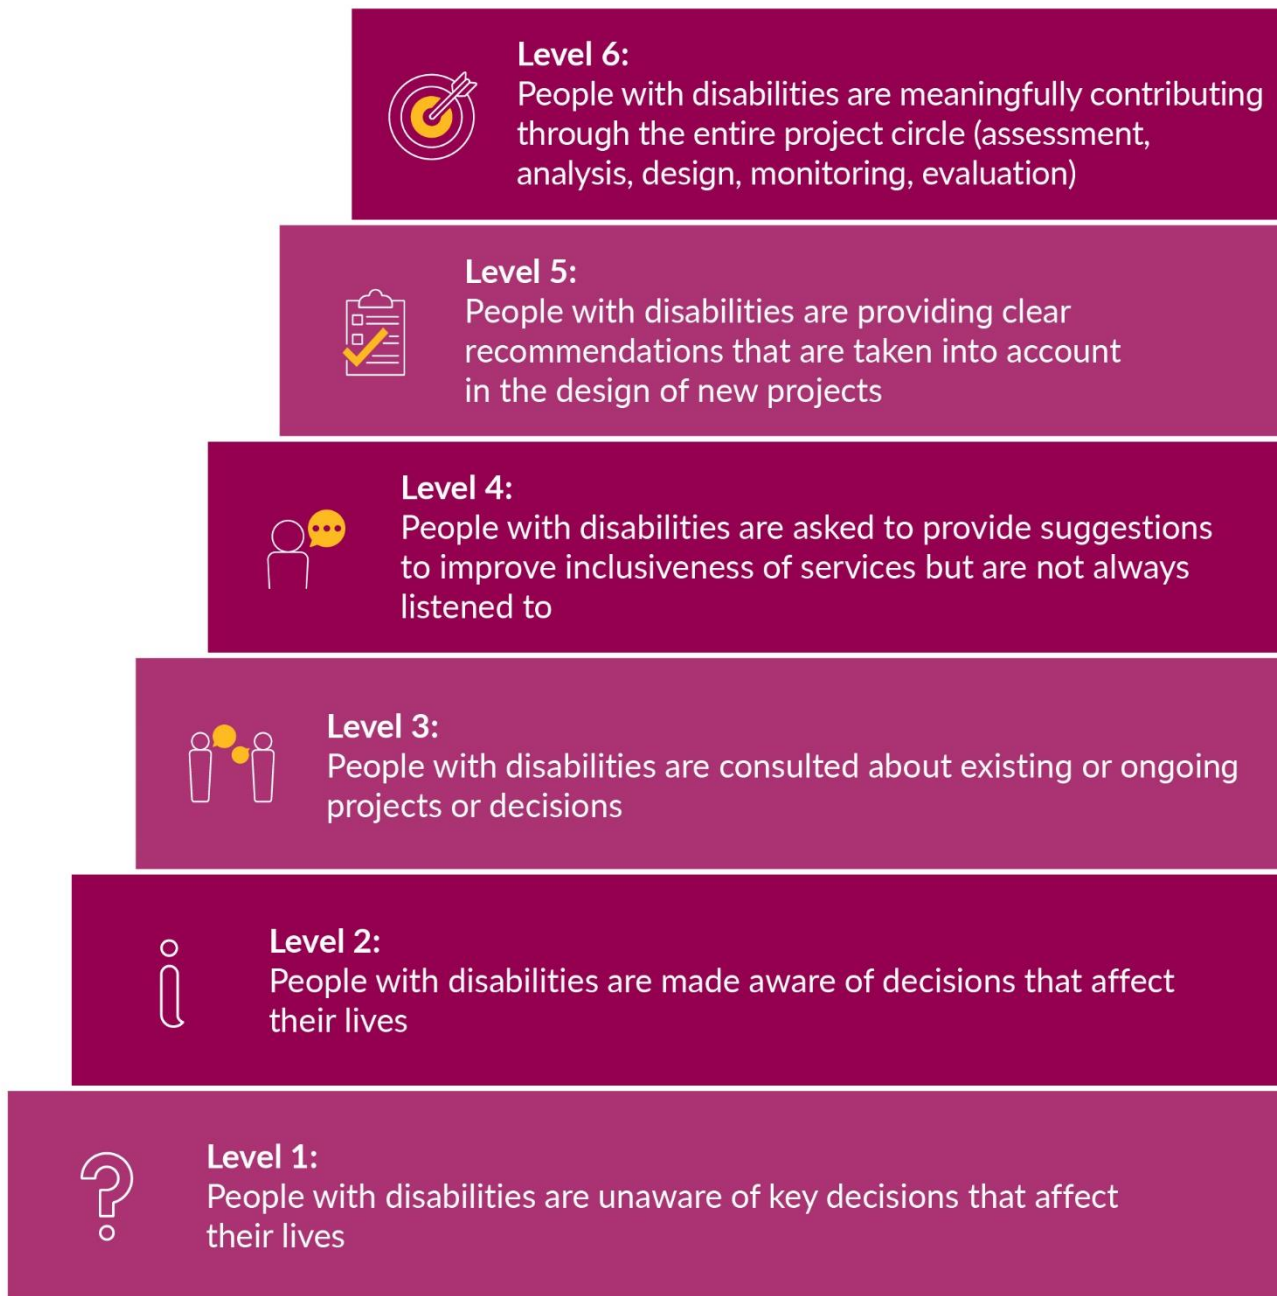 Level 6:
People with disabilities are meaningfully contributing
through the entire project circle (assessment,
analysis, design, monitoring, evaluation)
Level 5:
People with disabilities are providing clear
recommendations that are taken into account
in the design of new projects
Level 4:
People with disabilities are asked to provide suggestions
to improve inclusiveness of services but are not always
listened to
Level 3:
People with disabilities are consulted about existing or ongoing
projects or decisions
Level 2:
People with disabilities are made aware of decisions that affect
their lives
Level 1:
People with disabilities are unaware of key decisions that affect
their lives